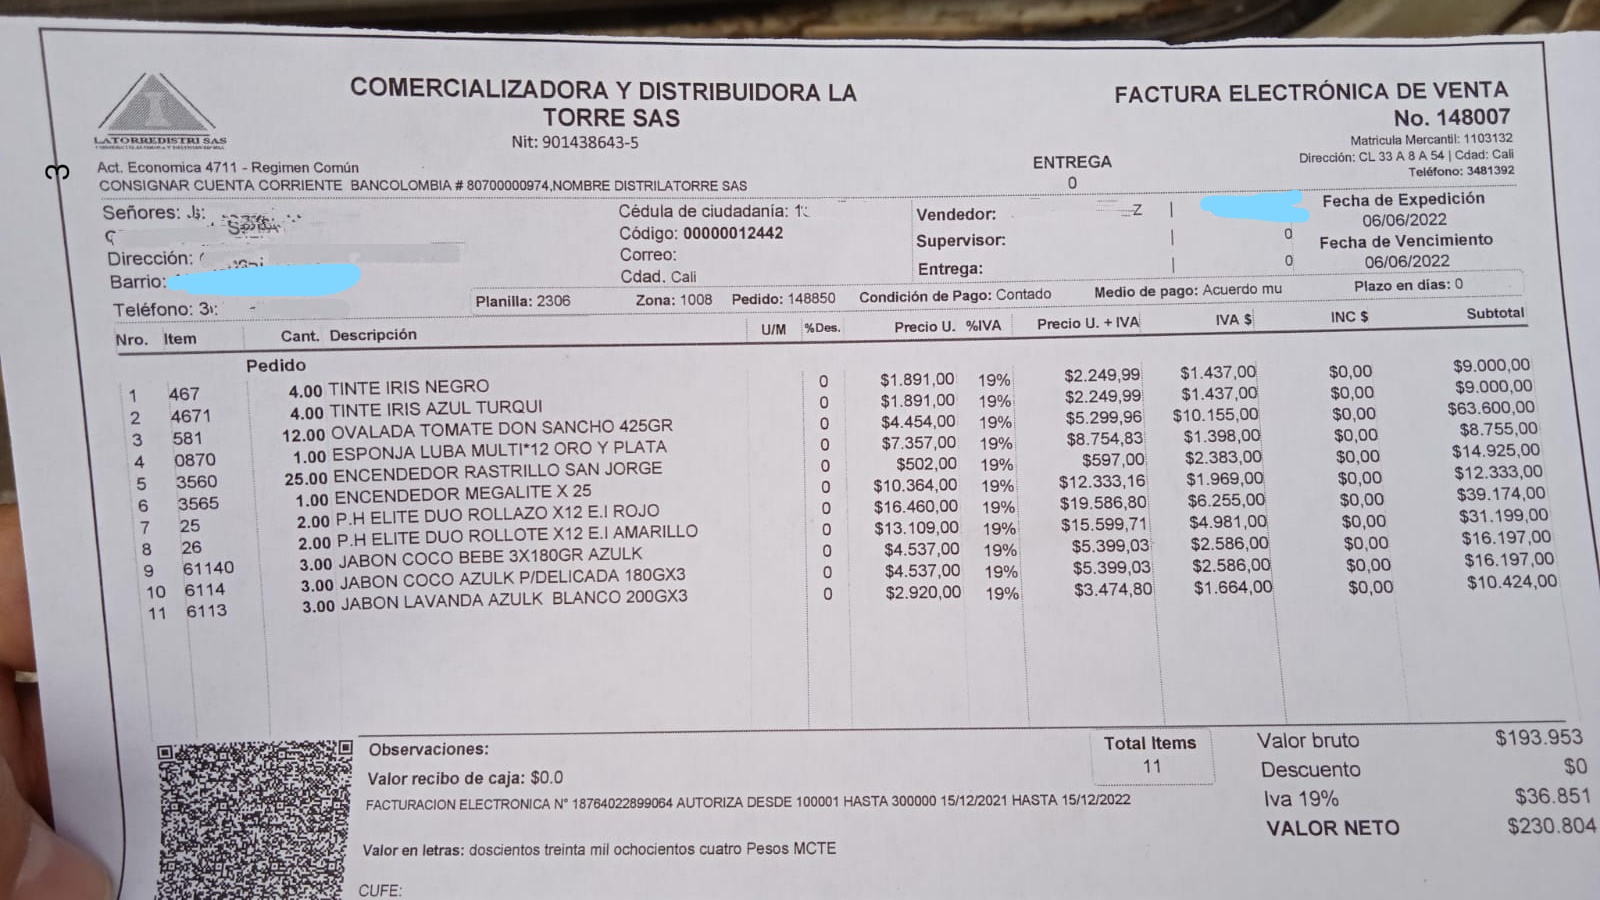 COMERCIALIZADORA Y DISTRIBUIDORA LA
TORRE SAS
Nit: 901438643-5
FACTURA ELECTRÓNICA DE VENTA
No. 148007
Matricula Mercantil: 1103132
Dirección: CL 33 A 8 A 54 | Cdad: Cali
Teléfono: 3481392
LATORREDISTRI SAS
3
Act. Economica 4711 - Regimen Común
CONSIGNAR CUENTA CORRIENTE BANCOLOMBIA # 80700000974,NOMBRE DISTRILATORRE SAS
ENTREGA
0
Señores:
Dirección:
Barrio:
Teléfono: 3
Cédula de ciudadanía: 1
Código: 00000012442
Correo:
Cdad. Cali
Vendedor: Z |
Supervisor: | 0
Entrega: | 0
Fecha de Expedición
06/06/2022
Fecha de Vencimiento
06/06/2022
Planilla: 2306 Zona: 1008 Pedido: 148850 Condición de Pago: Contado Medio de pago: Acuerdo mu Plazo en días: 0
Nro. Item Cant. Descripción U/M %Des. Precio U. %IVA Precio U. + IVA IVA $ INC $ Subtotal
Pedido
1 467 4.00 TINTE IRIS NEGRO 0 $1.891,00 19% $2.249,99 $1.437,00 $0,00 $9.000,00
2 4671 4.00 TINTE IRIS AZUL TURQUI 0 $1.891,00 19% $2.249,99 $1.437,00 $0,00 $9.000,00
3 581 12.00 OVALADA TOMATE DON SANCHO 425GR 0 $4.454,00 19% $5.299,96 $10.155,00 $0,00 $63.600,00
4 0870 1.00 ESPONJA LUBA MULTI*12 ORO Y PLATA 0 $7.357,00 19% $8.754,83 $1.398,00 $0,00 $8.755,00
5 3560 25.00 ENCENDEDOR RASTRILLO SAN JORGE 0 $502,00 19% $597,00 $2.383,00 $0,00 $14.925,00
6 3565 1.00 ENCENDEDOR MEGALITE X 25 0 $10.364,00 19% $12.333,16 $1.969,00 $0,00 $12.333,00
7 25 2.00 P.H ELITE DUO ROLLAZO X12 E.I ROJO 0 $16.460,00 19% $19.586,80 $6.255,00 $0,00 $39.174,00
8 26 2.00 P.H ELITE DUO ROLLOTE X12 E.I AMARILLO 0 $13.109,00 19% $15.599,71 $4.981,00 $0,00 $31.199,00
9 61140 3.00 JABON COCO BEBE 3X180GR AZULK 0 $4.537,00 19% $5.399,03 $2.586,00 $0,00 $16.197,00
10 6114 3.00 JABON COCO AZULK P/DELICADA 180GX3 0 $4.537,00 19% $5.399,03 $2.586,00 $0,00 $16.197,00
11 6113 3.00 JABON LAVANDA AZULK BLANCO 200GX3 0 $2.920,00 19% $3.474,80 $1.664,00 $0,00 $10.424,00
Observaciones:
Valor recibo de caja: $0.0
FACTURACION ELECTRONICA N° 18764022899064 AUTORIZA DESDE 100001 HASTA 300000 15/12/2021 HASTA 15/12/2022
Valor en letras: doscientos treinta mil ochocientos cuatro Pesos MCTE
CUFE:
Total Items
11
Valor bruto $193.953
Descuento $0
Iva 19% $36.851
VALOR NETO $230.804